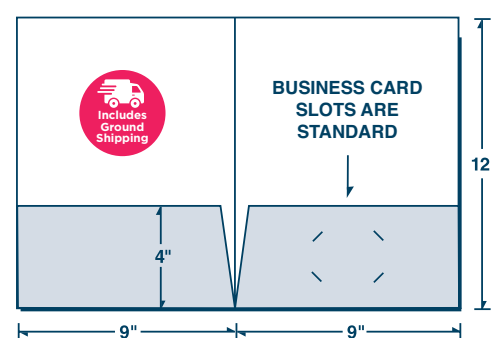 Includes
Ground
Shipping
BUSINESS CARD
SLOTS ARE
STANDARD
12
4"
9"
9"